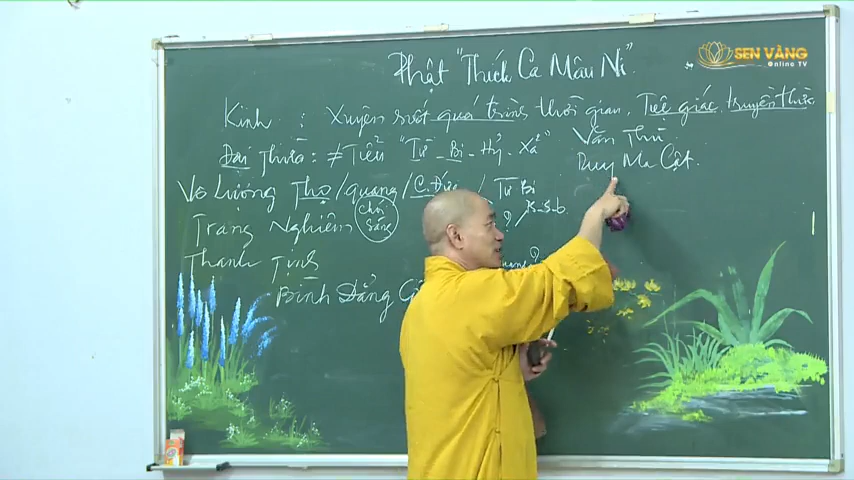 SEN VÀNG
Online TV
Phật "Thích Ca Mâu Ni"
Kinh : Xuyên suốt quá trình thời gian. Tiệc giác truyền thừa
Đại Thừa : ≠ Tiểu "Từ - Bi - Hỷ - Xả"
Văn Thù
Duy Ma Cật.
Vô Lượng Thọ / quang / C.Đức / Từ Bi
Trang Nghiêm
Chói sáng
? / k-s-b
Thanh Tịnh
Bình Đẳng